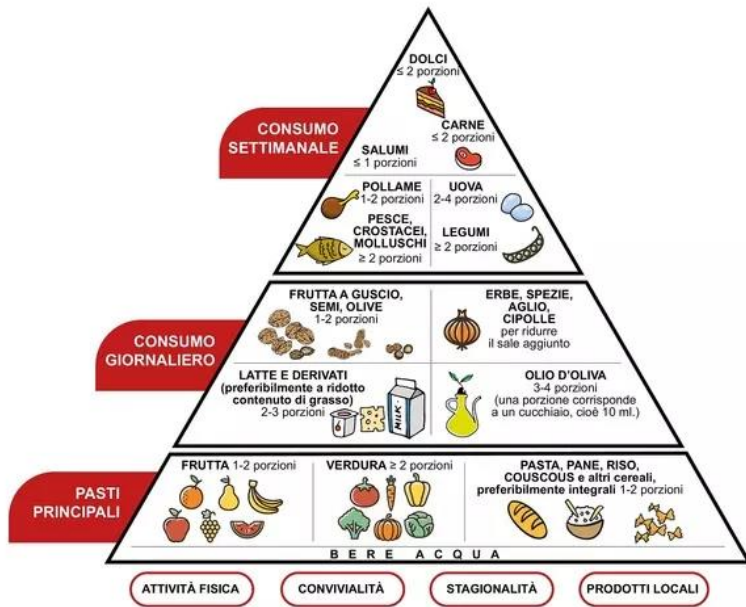 DOLCI
≤ 2 porzioni
CONSUMO
SETTIMANALE
CARNE
≤ 2 porzioni
SALUMI
≤ 1 porzioni
POLLAME
1-2 porzioni
UOVA
2-4 porzioni
PESCE,
CROSTACEI,
MOLLUSCHI
≥ 2 porzioni
LEGUMI
≥ 2 porzioni
CONSUMO
GIORNALIERO
FRUTTA A GUSCIO,
SEMI, OLIVE
1-2 porzioni
ERBE, SPEZIE,
AGLIO,
CIPOLLE
per ridurre
il sale aggiunto
LATTE E DERIVATI
(preferibilmente a ridotto
contenuto di grasso)
2-3 porzioni
MILK
OLIO D'OLIVA
3-4 porzioni
(una porzione corrisponde
a un cucchiaio, cioè 10 ml.)
PASTI
PRINCIPALI
FRUTTA 1-2 porzioni
VERDURA ≥ 2 porzioni
PASTA, PANE, RISO,
COUSCOUS e altri cereali,
preferibilmente integrali 1-2 porzioni
BERE ACQUA
ATTIVITÀ FISICA
CONVIVIALITÀ
STAGIONALITÀ
PRODOTTI LOCALI